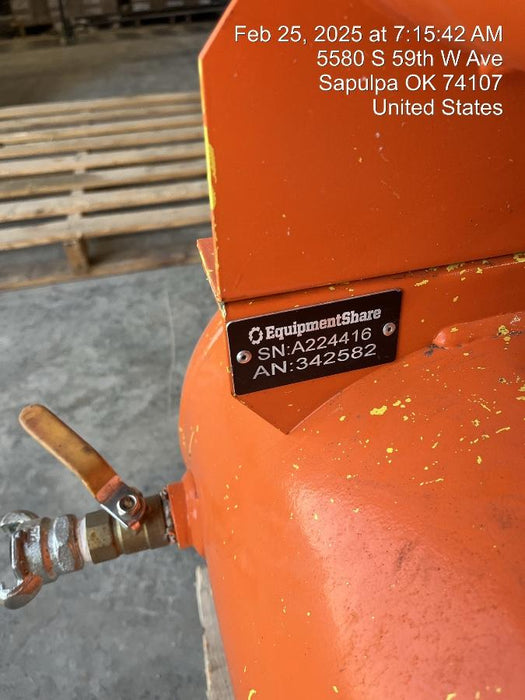 Feb 25, 2025 at 7:15:42 AM
5580 S 59th W Ave
Sapulpa OK 74107
United States
EquipmentShare
SN:A224416
AN:342582